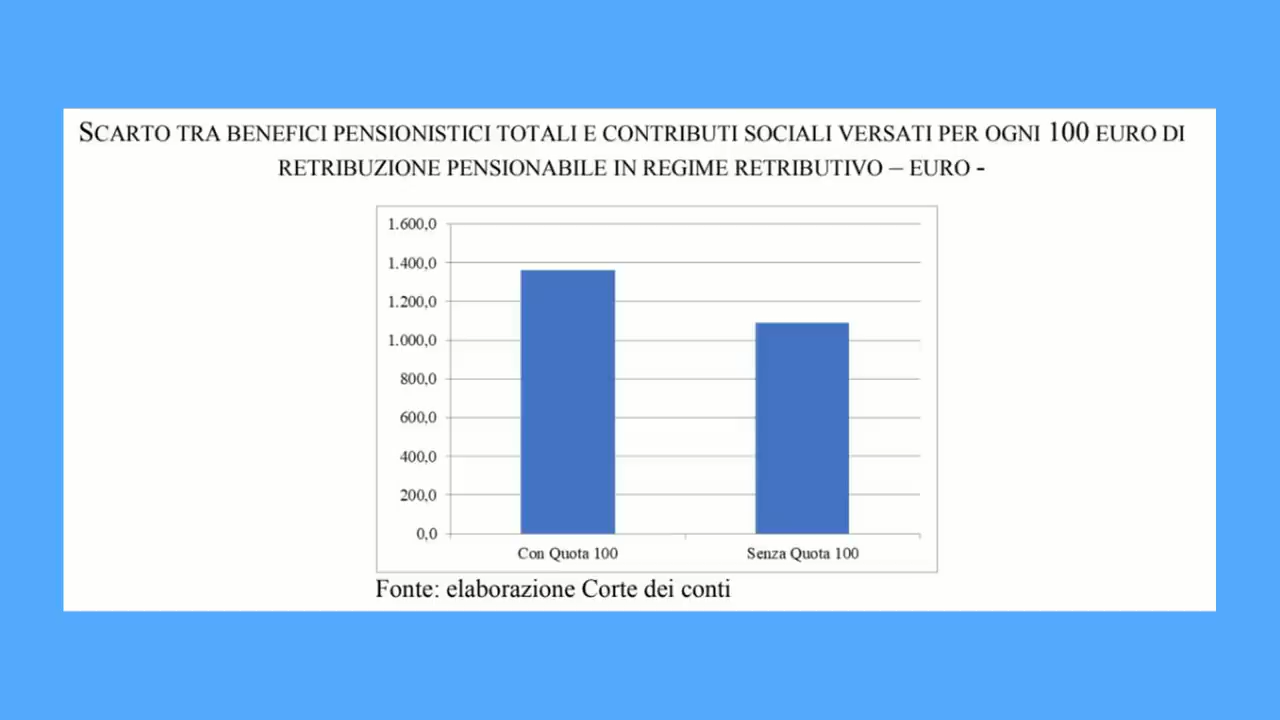 SCARTO TRA BENEFICI PENSIONISTICI TOTALI E CONTRIBUTI SOCIALI VERSATI PER OGNI 100 EURO DI
RETRIBUZIONE PENSIONABILE IN REGIME RETRIBUTIVO – EURO -
1.600,0
1.400,0
1.200,0
1.000,0
800,0
600,0
400,0
200,0
0,0
Con Quota 100
Senza Quota 100
Fonte: elaborazione Corte dei conti